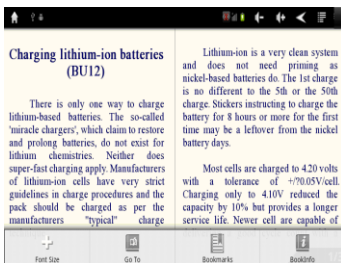 Charging lithium-ion batteries
(BU12)
There is only one way to charge
lithium-based batteries. The so-called
'miracle chargers', which claim to restore
and prolong batteries, do not exist for
lithium chemistries. Neither does
super-fast charging apply. Manufacturers
of lithium-ion cells have very strict
guidelines in charge procedures and the
pack should be charged as per the
manufacturers "typical" charge
Lithium-ion is a very clean system
and does not need priming as
nickel-based batteries do. The 1st charge
is no different to the 5th or the 50th
charge. Stickers instructing to charge the
battery for 8 hours or more for the first
time may be a leftover from the nickel
battery days.
Most cells are charged to 4.20 volts
with a tolerance of +/?0.05V/cell.
Charging only to 4.10V reduced the
capacity by 10% but provides a longer
service life. Newer cell are capable of
Font Size
Go To
Bookmarks
BookInfo